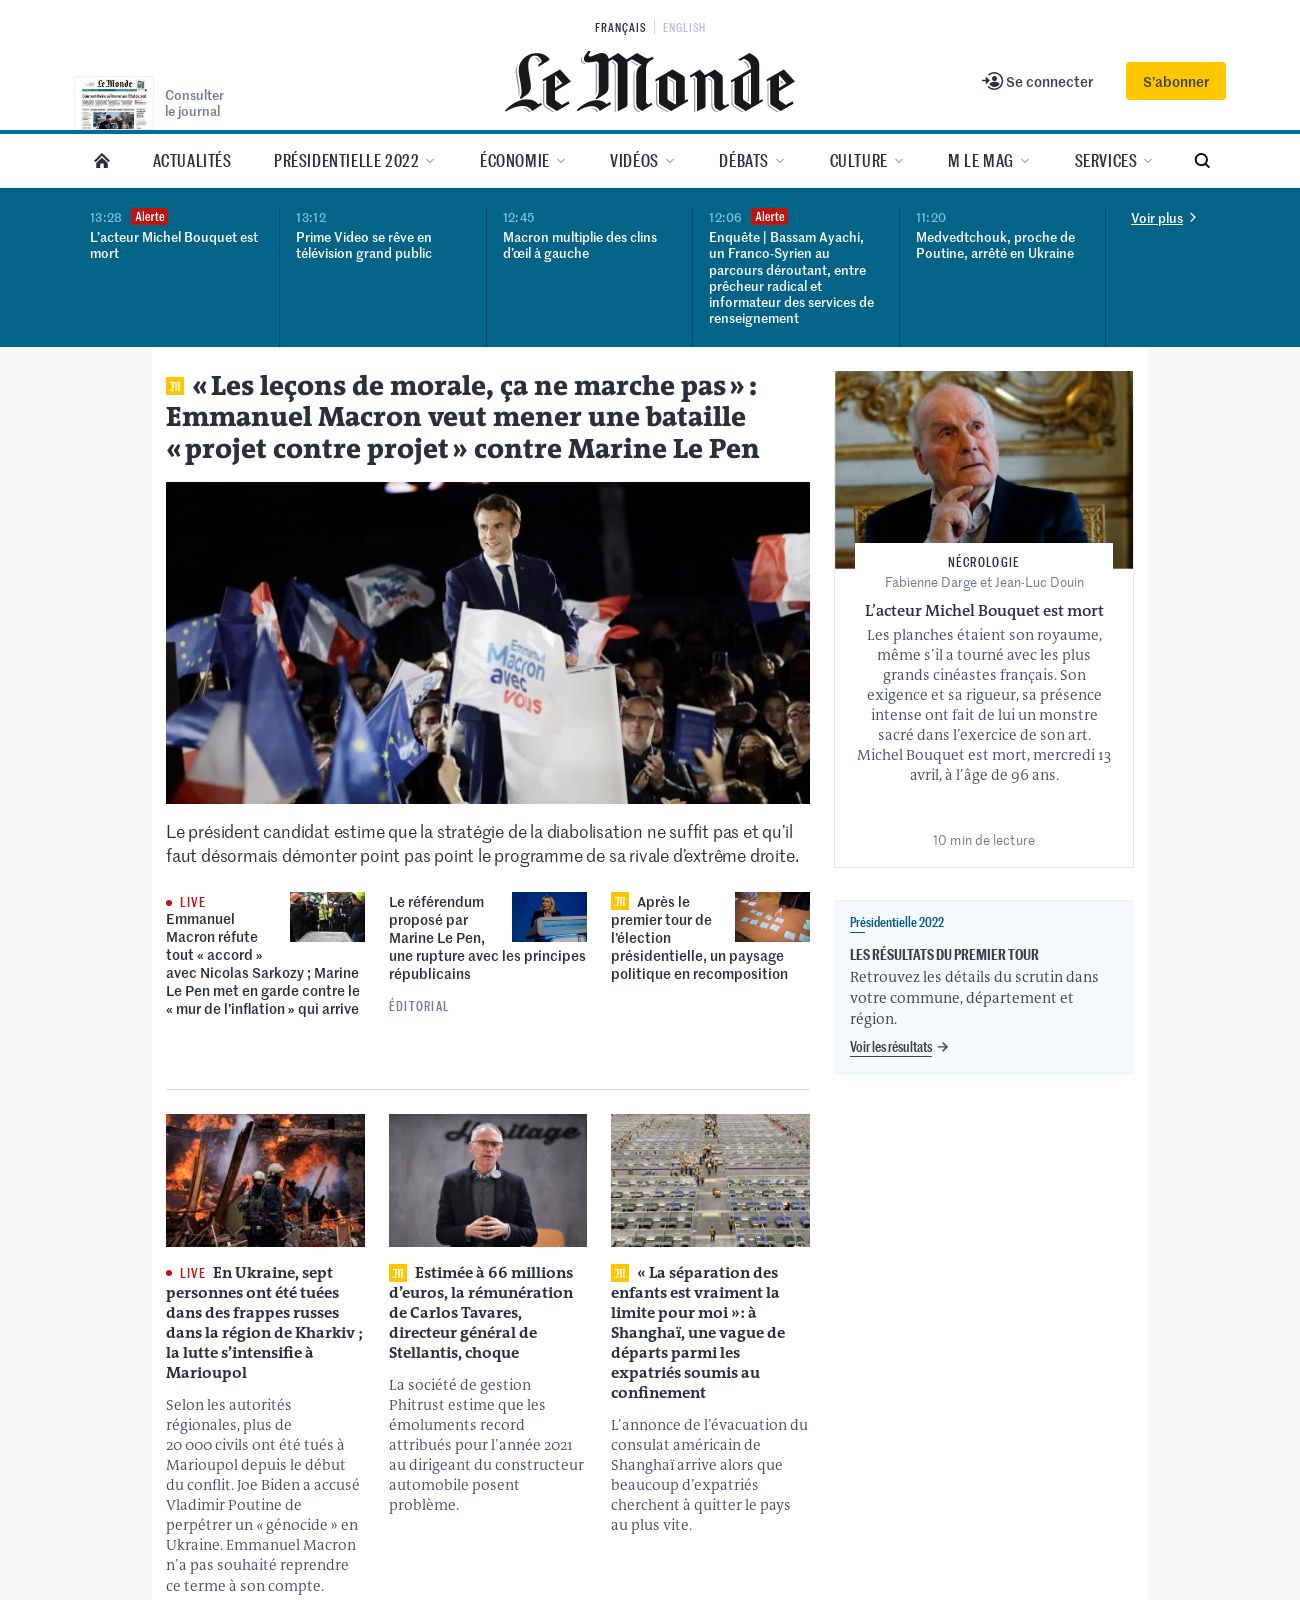 FRANÇAIS ENGLISH
Le Monde
Consulter
le journal
Se connecter
S’abonner
ACTUALITÉS PRÉSIDENTIELLE 2022 ÉCONOMIE VIDÉOS DÉBATS CULTURE M LE MAG SERVICES
13:28 Alerte
L’acteur Michel Bouquet est
mort
13:12
Prime Video se rêve en
télévision grand public
12:45
Macron multiplie des clins
d’œil à gauche
12:06 Alerte
Enquête | Bassam Ayachi,
un Franco-Syrien au
parcours déroutant, entre
prêcheur radical et
informateur des services de
renseignement
11:20
Medvedtchouk, proche de
Poutine, arrêté en Ukraine
Voir plus
« Les leçons de morale, ça ne marche pas » :
Emmanuel Macron veut mener une bataille
« projet contre projet » contre Marine Le Pen
avec
vous
Emmanuel
Macron
avec
vous
Le président candidat estime que la stratégie de la diabolisation ne suffit pas et qu’il
faut désormais démonter point pas point le programme de sa rivale d’extrême droite.
LIVE
Emmanuel
Macron réfute
tout « accord »
avec Nicolas Sarkozy ; Marine
Le Pen met en garde contre le
« mur de l’inflation » qui arrive
Le référendum
proposé par
Marine Le Pen,
une rupture avec les principes
républicains
ÉDITORIAL
Après le
premier tour de
l’élection
présidentielle, un paysage
politique en recomposition
NÉCROLOGIE
Fabienne Darge et Jean-Luc Douin
L’acteur Michel Bouquet est mort
Les planches étaient son royaume,
même s’il a tourné avec les plus
grands cinéastes français. Son
exigence et sa rigueur, sa présence
intense ont fait de lui un monstre
sacré dans l’exercice de son art.
Michel Bouquet est mort, mercredi 13
avril, à l’âge de 96 ans.
10 min de lecture
Présidentielle 2022
LES RÉSULTATS DU PREMIER TOUR
Retrouvez les détails du scrutin dans
votre commune, département et
région.
Voir les résultats
Heritage
LIVE En Ukraine, sept
personnes ont été tuées
dans des frappes russes
dans la région de Kharkiv ;
la lutte s’intensifie à
Marioupol
Selon les autorités
régionales, plus de
20 000 civils ont été tués à
Marioupol depuis le début
du conflit. Joe Biden a accusé
Vladimir Poutine de
perpétrer un « génocide » en
Ukraine. Emmanuel Macron
n’a pas souhaité reprendre
ce terme à son compte.
Estimée à 66 millions
d’euros, la rémunération
de Carlos Tavares,
directeur général de
Stellantis, choque
La société de gestion
Phitrust estime que les
émoluments record
attribués pour l’année 2021
au dirigeant du constructeur
automobile posent
problème.
« La séparation des
enfants est vraiment la
limite pour moi » : à
Shanghaï, une vague de
départs parmi les
expatriés soumis au
confinement
L’annonce de l’évacuation du
consulat américain de
Shanghaï arrive alors que
beaucoup d’expatriés
cherchent à quitter le pays
au plus vite.